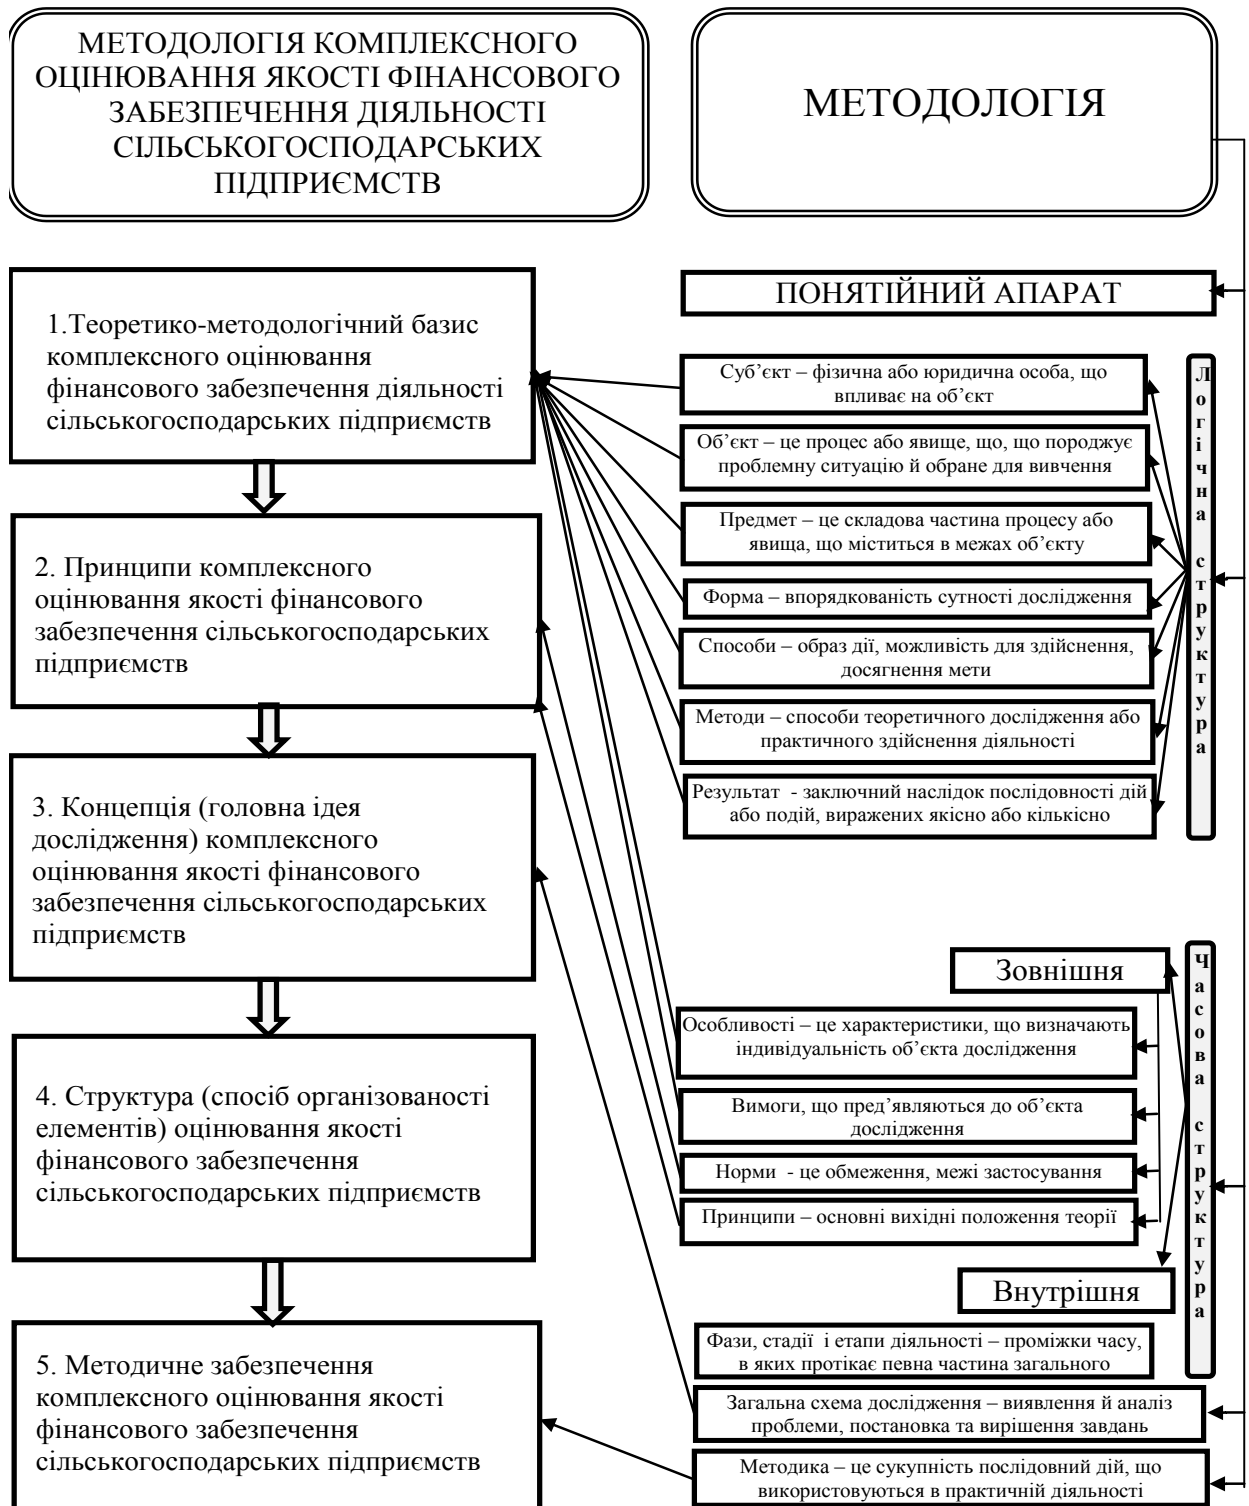 МЕТОДОЛОГІЯ КОМПЛЕКСНОГО
ОЦІНЮВАННЯ ЯКОСТІ ФІНАНСОВОГО
ЗАБЕЗПЕЧЕННЯ ДІЯЛЬНОСТІ
СІЛЬСЬКОГОСПОДАРСЬКИХ
ПІДПРИЄМСТВ
МЕТОДОЛОГІЯ
1.Теоретико-методологічний базис
комплексного оцінювання
фінансового забезпечення діяльності
сільськогосподарських підприємств
2. Принципи комплексного
оцінювання якості фінансового
забезпечення сільськогосподарських
підприємств
3. Концепція (головна ідея
дослідження) комплексного
оцінювання якості фінансового
забезпечення сільськогосподарських
підприємств
4. Структура (спосіб організованості
елементів) оцінювання якості
фінансового забезпечення
сільськогосподарських підприємств
5. Методичне забезпечення
комплексного оцінювання якості
фінансового забезпечення
сільськогосподарських підприємств
ПОНЯТІЙНИЙ АПАРАТ
Суб’єкт – фізична або юридична особа, що
впливає на об’єкт
Об’єкт – це процес або явище, що, що породжує
проблемну ситуацію й обране для вивчення
Предмет – це складова частина процесу або
явища, що міститься в межах об’єкту
Форма – впорядкованість сутності дослідження
Способи – образ дії, можливість для здійснення,
досягнення мети
Методи – способи теоретичного дослідження або
практичного здійснення діяльності
Результат - заключний наслідок послідовності дій
або подій, виражених якісно або кількісно
Логічна структура
Зовнішня
Особливості – це характеристики, що визначають
індивідуальність об’єкта дослідження
Вимоги, що пред’являються до об’єкта
дослідження
Норми - це обмеження, межі застосування
Принципи – основні вихідні положення теорії
Внутрішня
Фази, стадії і етапи діяльності – проміжки часу,
в яких протікає певна частина загального
Часова структура
Загальна схема дослідження – виявлення й аналіз
проблеми, постановка та вирішення завдань
Методика – це сукупність послідовний дій, що
використовуються в практичній діяльності